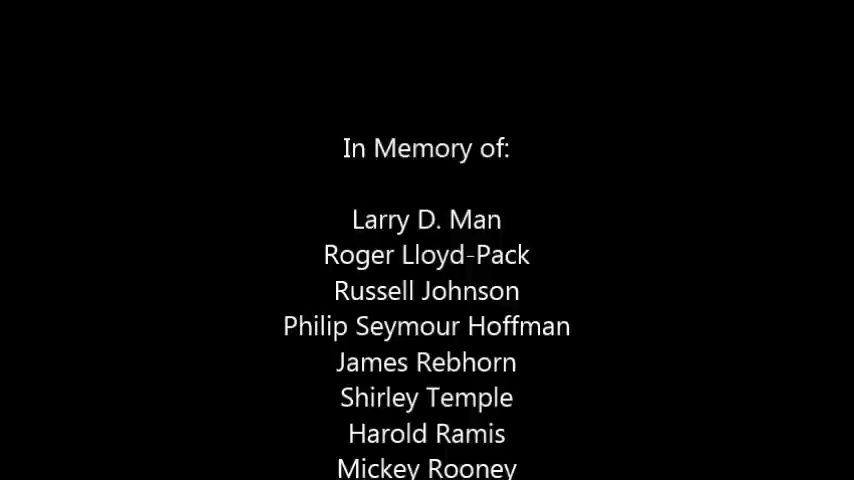 In Memory of:
Larry D. Man
Roger Lloyd-Pack
Russell Johnson
Philip Seymour Hoffman
James Rebhorn
Shirley Temple
Harold Ramis
Mickey Rooney